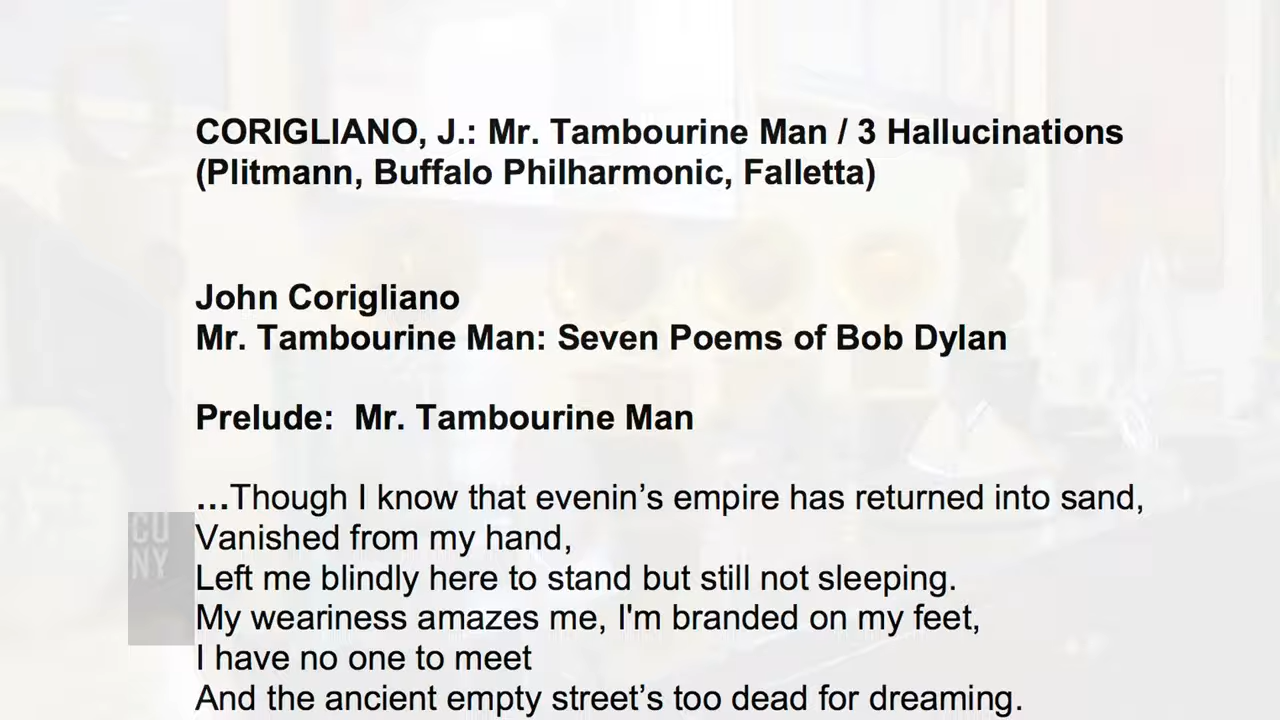 CORIGLIANO, J.: Mr. Tambourine Man / 3 Hallucinations
(Plitmann, Buffalo Philharmonic, Falletta)
John Corigliano
Mr. Tambourine Man: Seven Poems of Bob Dylan
Prelude:  Mr. Tambourine Man
…Though I know that evenin’s empire has returned into sand,
Vanished from my hand,
Left me blindly here to stand but still not sleeping.
My weariness amazes me, I'm branded on my feet,
I have no one to meet
And the ancient empty street’s too dead for dreaming.
CU
NY